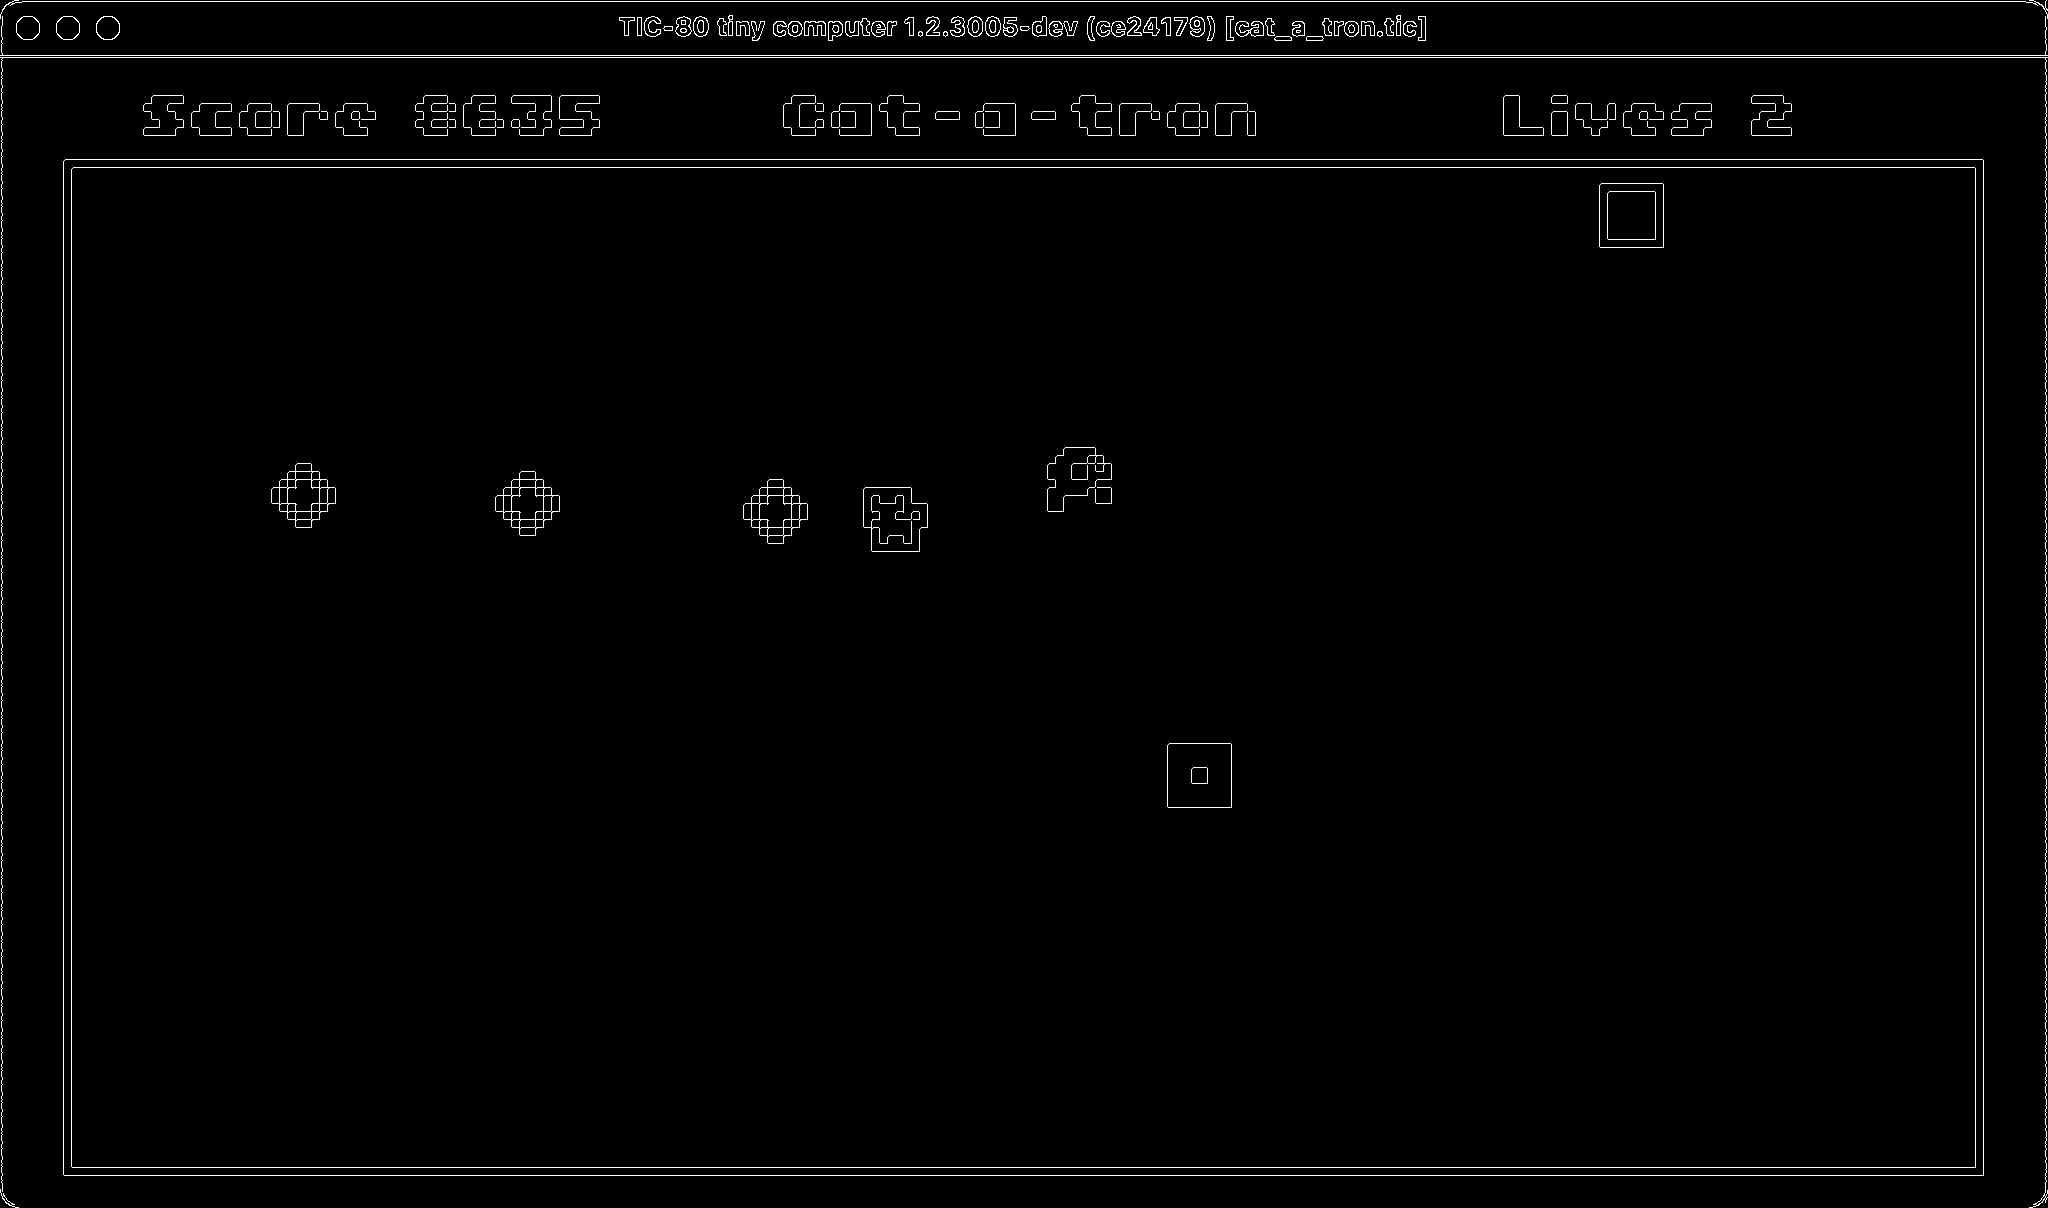 TIC-80 tiny computer 1.2.3005-dev (ce24179) [cat_a_tron.tic]
Score 8635 Cat-a-tron Lives 2